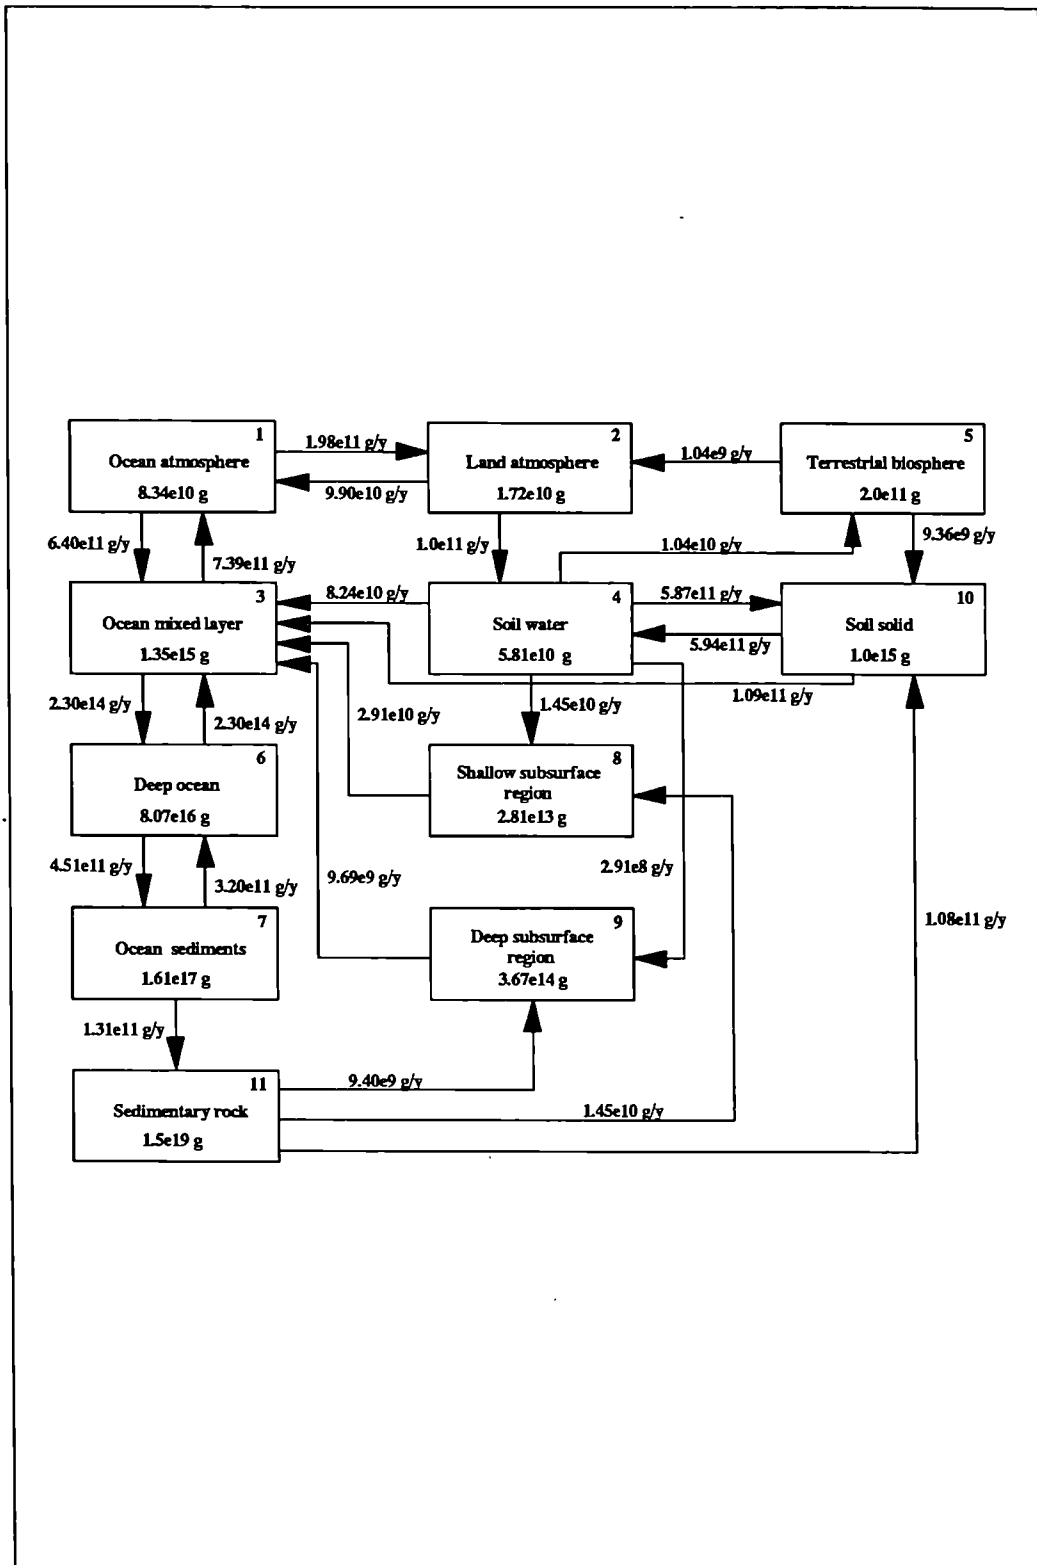 1
Ocean atmosphere
8.34e10 g
1.98e11 g/y
9.90e10 g/y
2
Land atmosphere
1.72e10 g
1.04e9 g/y
5
Terrestrial biosphere
2.0e11 g
6.40e11 g/y
7.39e11 g/y
1.0e11 g/y
1.04e10 g/y
9.36e9 g/y
3
Ocean mixed layer
1.35e15 g
8.24e10 g/y
4
Soil water
5.81e10 g
5.87e11 g/y
5.94e11 g/y
10
Soil solid
1.0e15 g
2.30e14 g/y
2.30e14 g/y
2.91e10 g/y
1.45e10 g/y
1.09e11 g/y
6
Deep ocean
8.07e16 g
8
Shallow subsurface
region
2.81e13 g
4.51e11 g/y
3.20e11 g/y
9.69e9 g/y
2.91e8 g/y
7
Ocean sediments
1.61e17 g
9
Deep subsurface
region
3.67e14 g
1.08e11 g/y
1.31e11 g/y
11
Sedimentary rock
1.5e19 g
9.40e9 g/y
1.45e10 g/y